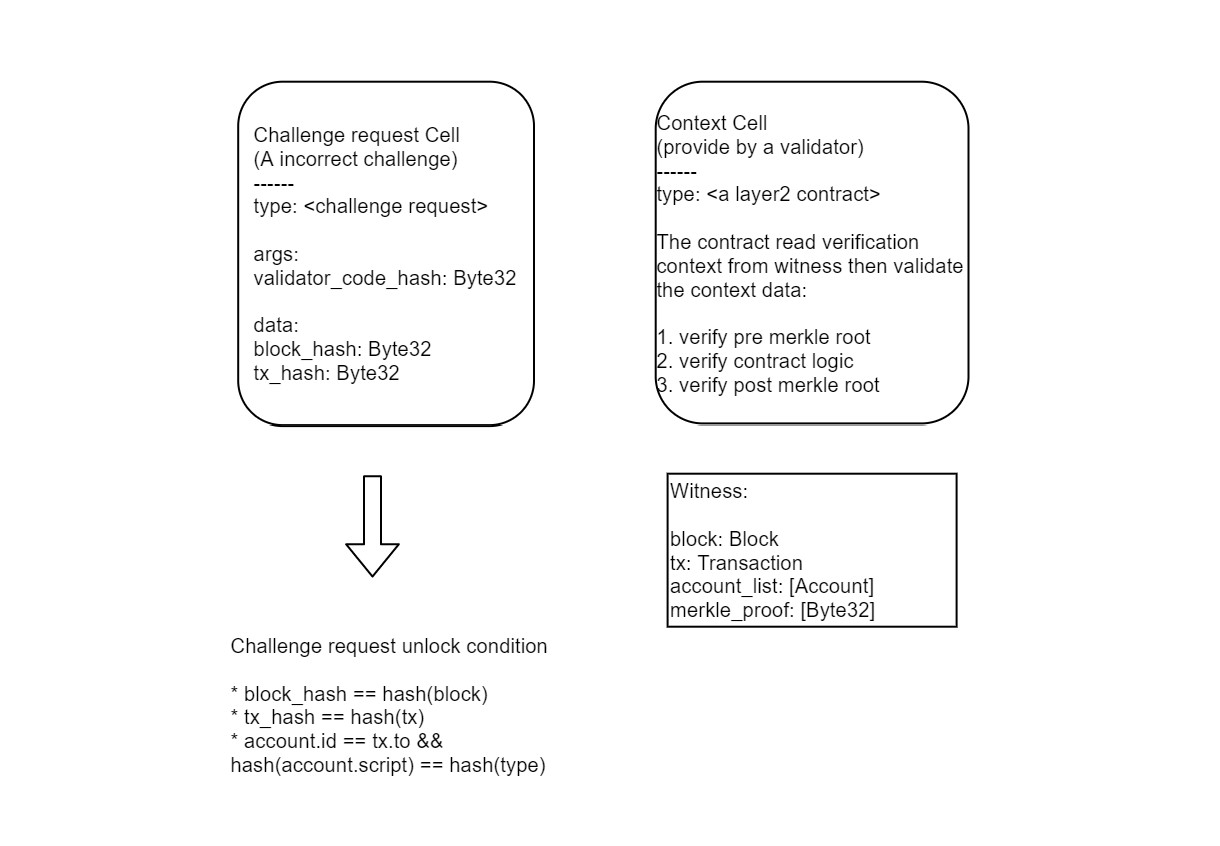 Challenge request Cell
(A incorrect challenge)
------
type: <challenge request>
args:
validator_code_hash: Byte32
data:
block_hash: Byte32
tx_hash: Byte32
Context Cell
(provide by a validator)
------
type: <a layer2 contract>
The contract read verification
context from witness then validate
the context data:
1. verify pre merkle root
2. verify contract logic
3. verify post merkle root
Witness:
block: Block
tx: Transaction
account_list: [Account]
merkle_proof: [Byte32]
Challenge request unlock condition
* block_hash == hash(block)
* tx_hash == hash(tx)
* account.id == tx.to &&
hash(account.script) == hash(type)